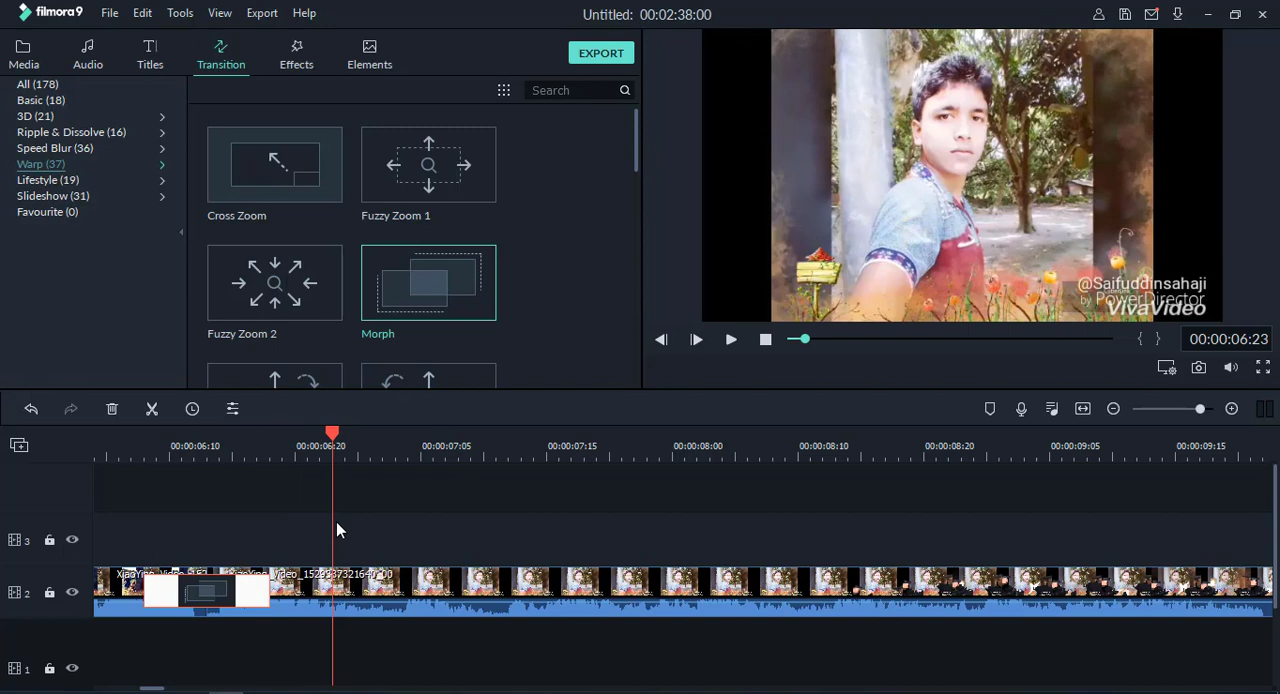 filmora9 File Edit Tools View Export Help Untitled: 00:02:38:00
Media Audio Titles Transition Effects Elements EXPORT
All (178)
Basic (18)
3D (21)
Ripple & Dissolve (16)
Speed Blur (36)
Warp (37)
Lifestyle (19)
Slideshow (31)
Favourite (0)
Search
Cross Zoom Fuzzy Zoom 1
Fuzzy Zoom 2 Morph
@Saifuddinsahaji
by PowerDirector
VivaVideo
00:00:06:23
00:00:06:10 00:00:06:20 00:00:07:05 00:00:07:15 00:00:08:00 00:00:08:10 00:00:08:20 00:00:09:05 00:00:09:15
3
2
1